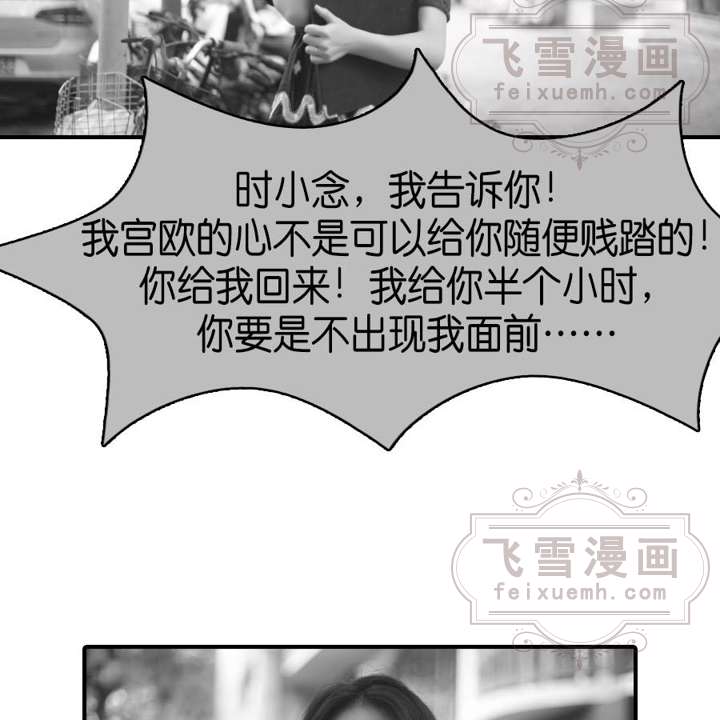 飞雪漫画
feixuemh.com
时小念，我告诉你！
我宫欧的心不是可以给你随便贱踏的！
你给我回来！我给你半个小时，
你要是不出现我面前……
飞雪漫画
feixuemh.com